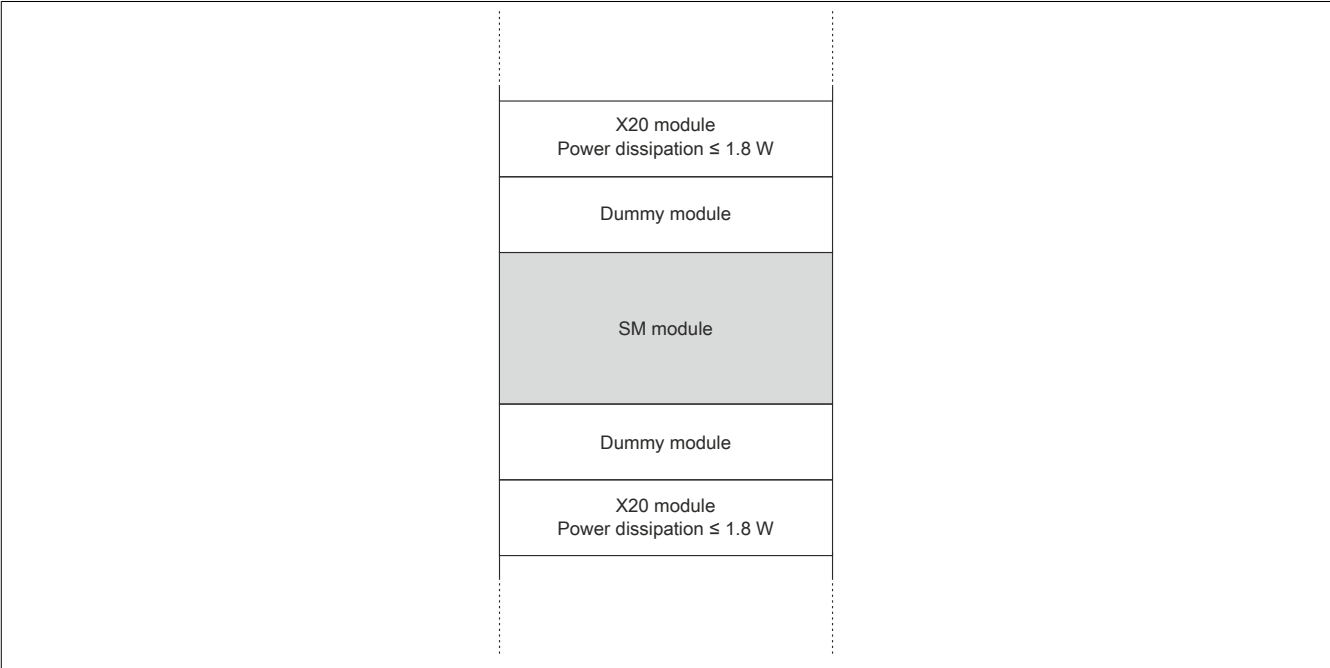 X20 module
Power dissipation ≤ 1.8 W
Dummy module
SM module
Dummy module
X20 module
Power dissipation ≤ 1.8 W